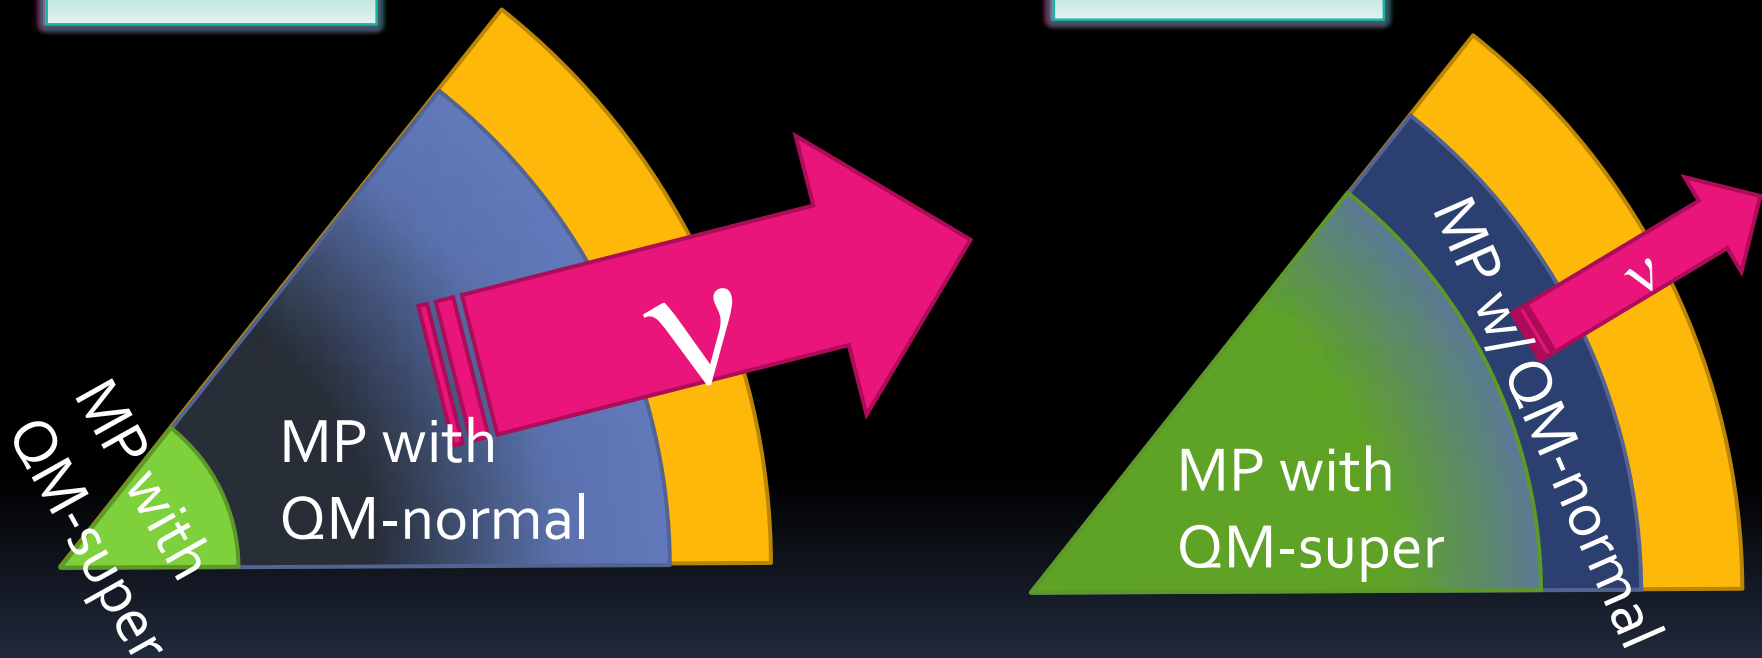 MP with
QM-super
ν
MP with
QM-normal
MP w/QM-normal
ν
MP with
QM-super